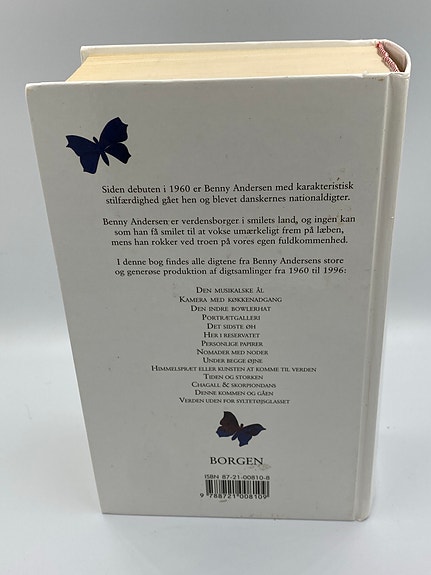 Siden debuten i 1960 er Benny Andersen med karakteristisk
stilfærdighed gået hen og blevet danskernes nationaldigter.
Benny Andersen er verdensborger i smilets land, og ingen kan
som han få smilet til at vokse umærkeligt frem på læben,
mens han rokker ved troen på vores egen fuldkommenhed.
I denne bog findes alle digtene fra Benny Andersens store
og generøse produktion af digtsamlinger fra 1960 til 1996:
DEN MUSIKALSKE ÅL
KAMERA MED KØKKENADGANG
DEN INDRE BOWLERHAT
PORTRÆTGALLERI
DET SIDSTE ØH
HER I RESERVATET
PERSONLIGE PAPIRER
NOMADER MED NODER
UNDER BEGGE ØJNE
HIMMELSPRÆT ELLER KUNSTEN AT KOMME TIL VERDEN
TIDEN OG STORKEN
CHAGALL & SKORPIONDANS
DENNE KOMMEN OG GÅEN
VERDEN UDEN FOR SYLTETØJSGLASSET
BORGEN
ISBN 87-21-00810-8
9 788721 008109